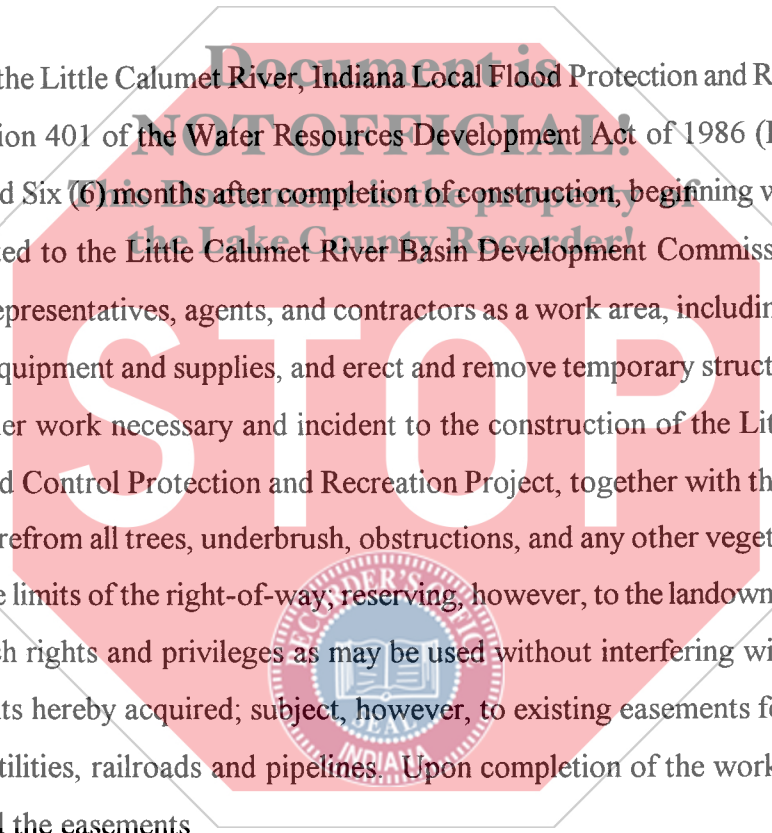 Document is
the Little Calumet River, Indiana Local Flood Protection and R
NOT OFFICIAL!
ion 401 of the Water Resources Development Act of 1986 (
This Document is the property of
d Six (6) months after completion of construction, beginning
the Lake County Recorder!
ed to the Little Calumet River Basin Development Commiss
epresentatives, agents, and contractors as a work area, includin
quipment and supplies, and erect and remove temporary struct
er work necessary and incident to the construction of the Lit
STOP
d Control Protection and Recreation Project, together with th
refrom all trees, underbrush, obstructions, and any other veget
e limits of the right-of-way; reserving, however, to the landown
RECORDER'S OFFIC
h rights and privileges as may be used without interfering wi
ts hereby acquired; subject, however, to existing easements fo
SEAL
INDIANA
tilities, railroads and pipelines. Upon completion of the work
l the easements